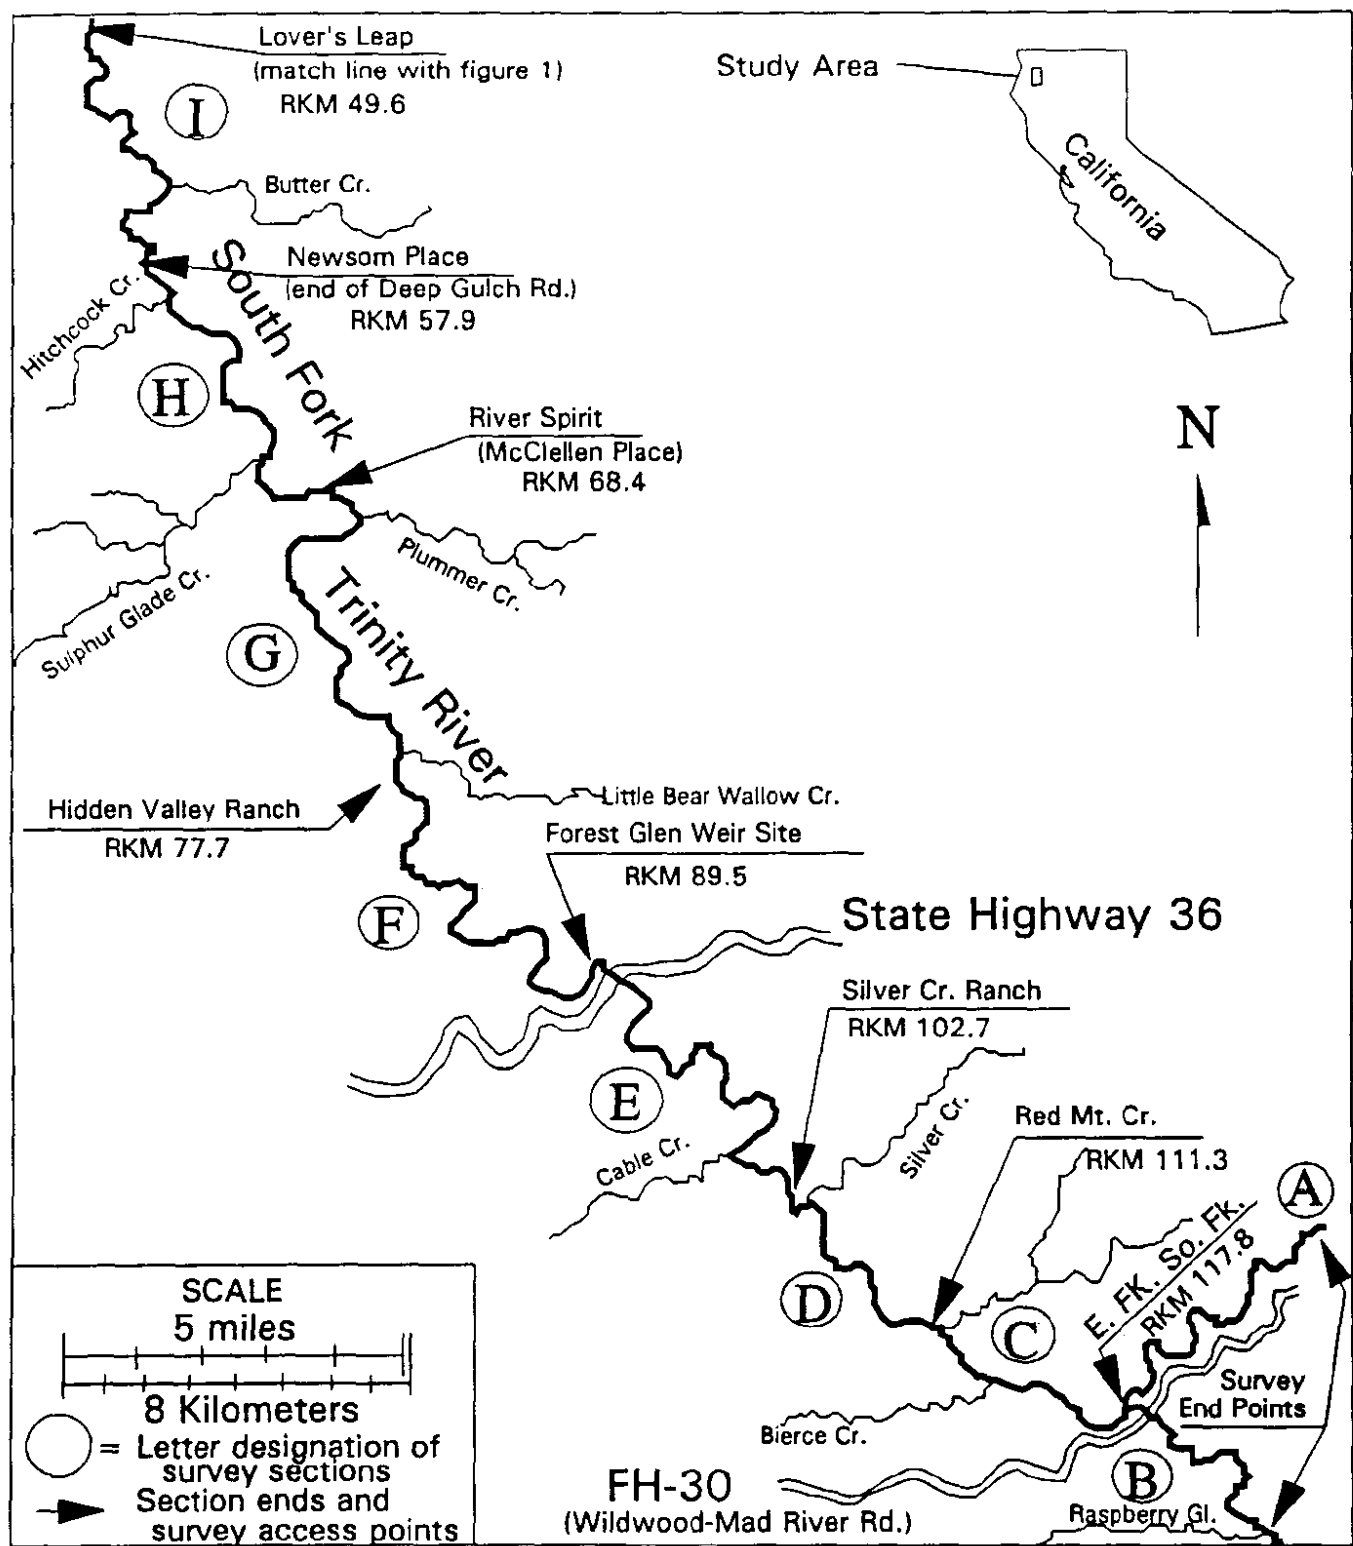 Lover's Leap
(match line with figure 1)
RKM 49.6
Study Area
California
I
Butter Cr.
South Fork
Newsom Place
(end of Deep Gulch Rd.)
RKM 57.9
Hitchcock Cr.
H
River Spirit
(McClellen Place)
RKM 68.4
N
Plummer Cr.
Sulphur Glade Cr.
G
Trinity River
Little Bear Wallow Cr.
Hidden Valley Ranch
RKM 77.7
Forest Glen Weir Site
RKM 89.5
F
State Highway 36
Silver Cr. Ranch
RKM 102.7
E
Cable Cr.
Silver Cr.
Red Mt. Cr.
RKM 111.3
A
E. FK. So. Fk.
RKM 117.8
D
C
Survey
End Points
Bierce Cr.
B
FH-30
(Wildwood-Mad River Rd.)
Raspberry Gl.
SCALE
5 miles
8 Kilometers
= Letter designation of
survey sections
Section ends and
survey access points